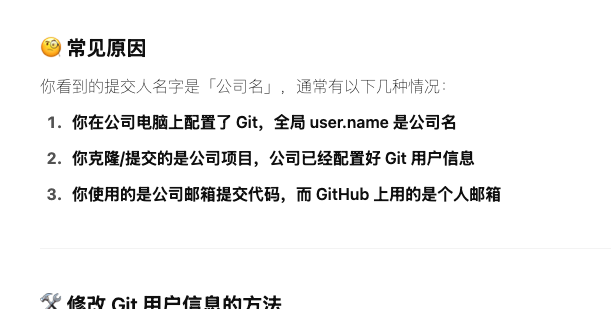 🧐 常见原因
你看到的提交人名字是「公司名」，通常有以下几种情况：
1. 你在公司电脑上配置了 Git，全局 user.name 是公司名
2. 你克隆/提交的是公司项目，公司已经配置好 Git 用户信息
3. 你使用的是公司邮箱提交代码，而 GitHub 上用的是个人邮箱
🛠️ 修改 Git 用户信息的方法